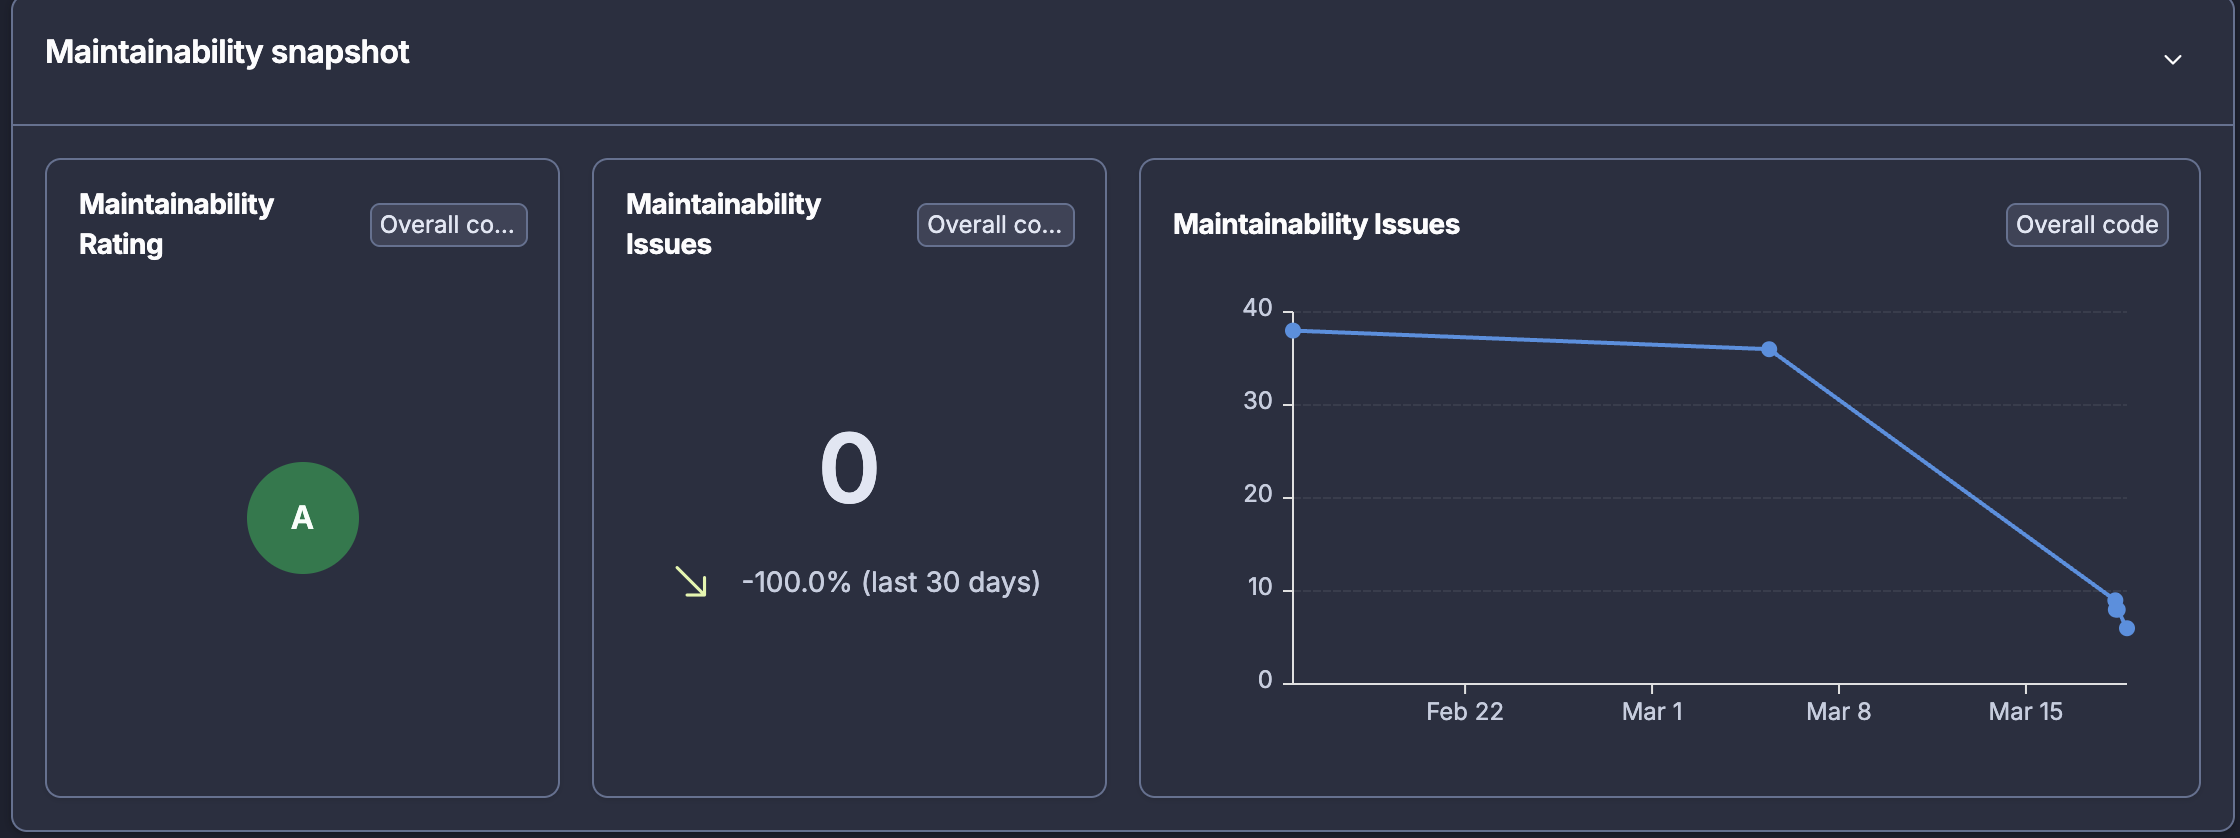 Maintainability snapshot
Maintainability
Rating
Overall co...
A
Maintainability
Issues
Overall co...
0
-100.0% (last 30 days)
Maintainability Issues
Overall code
40
30
20
10
0
Feb 22
Mar 1
Mar 8
Mar 15